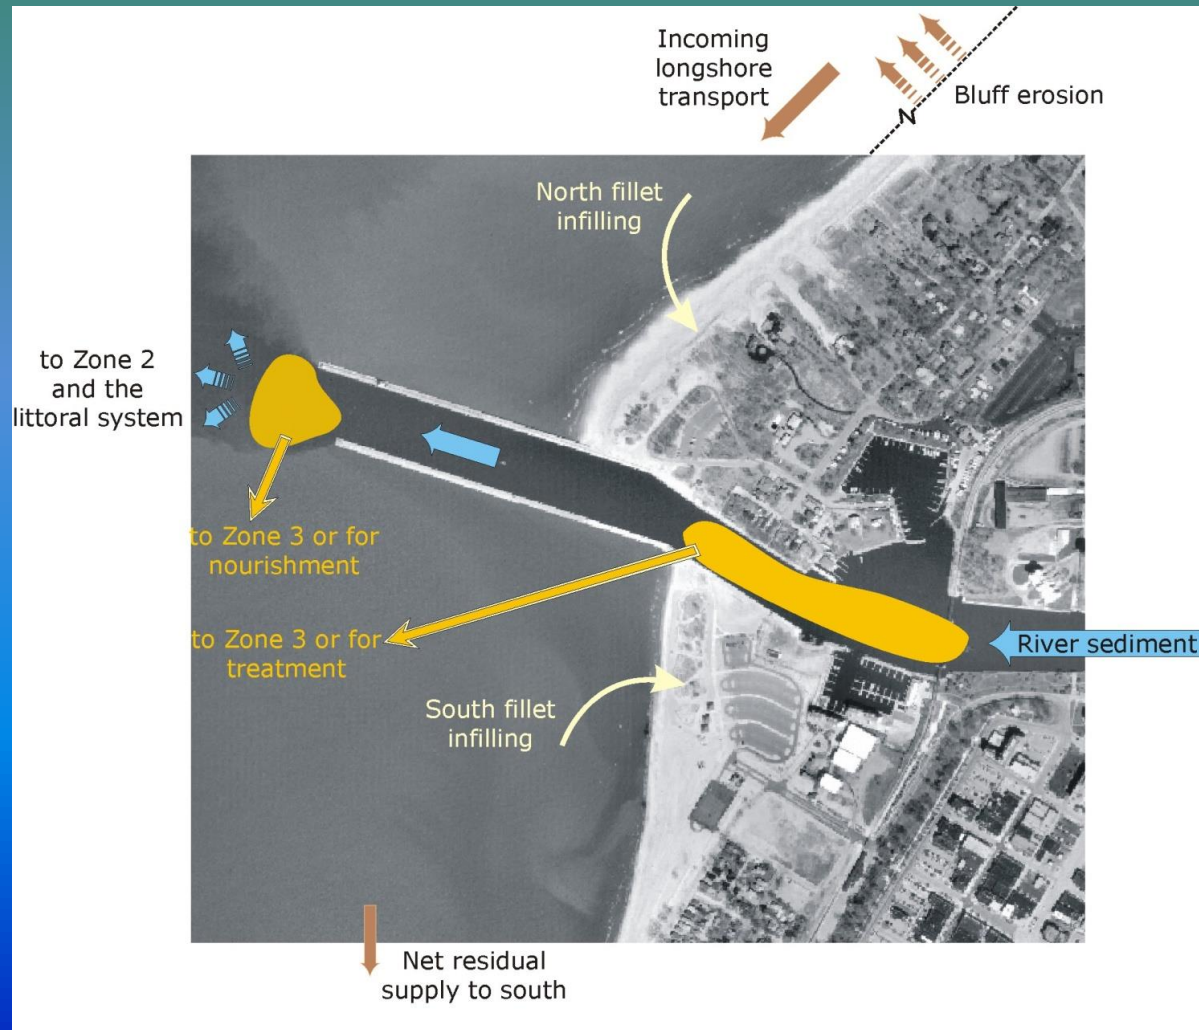 Incoming
longshore
transport
Bluff erosion
N
North fillet
infilling
to Zone 2
and the
littoral system
to Zone 3 or for
nourishment
to Zone 3 or for
treatment
River sediment
South fillet
infilling
Net residual
supply to south